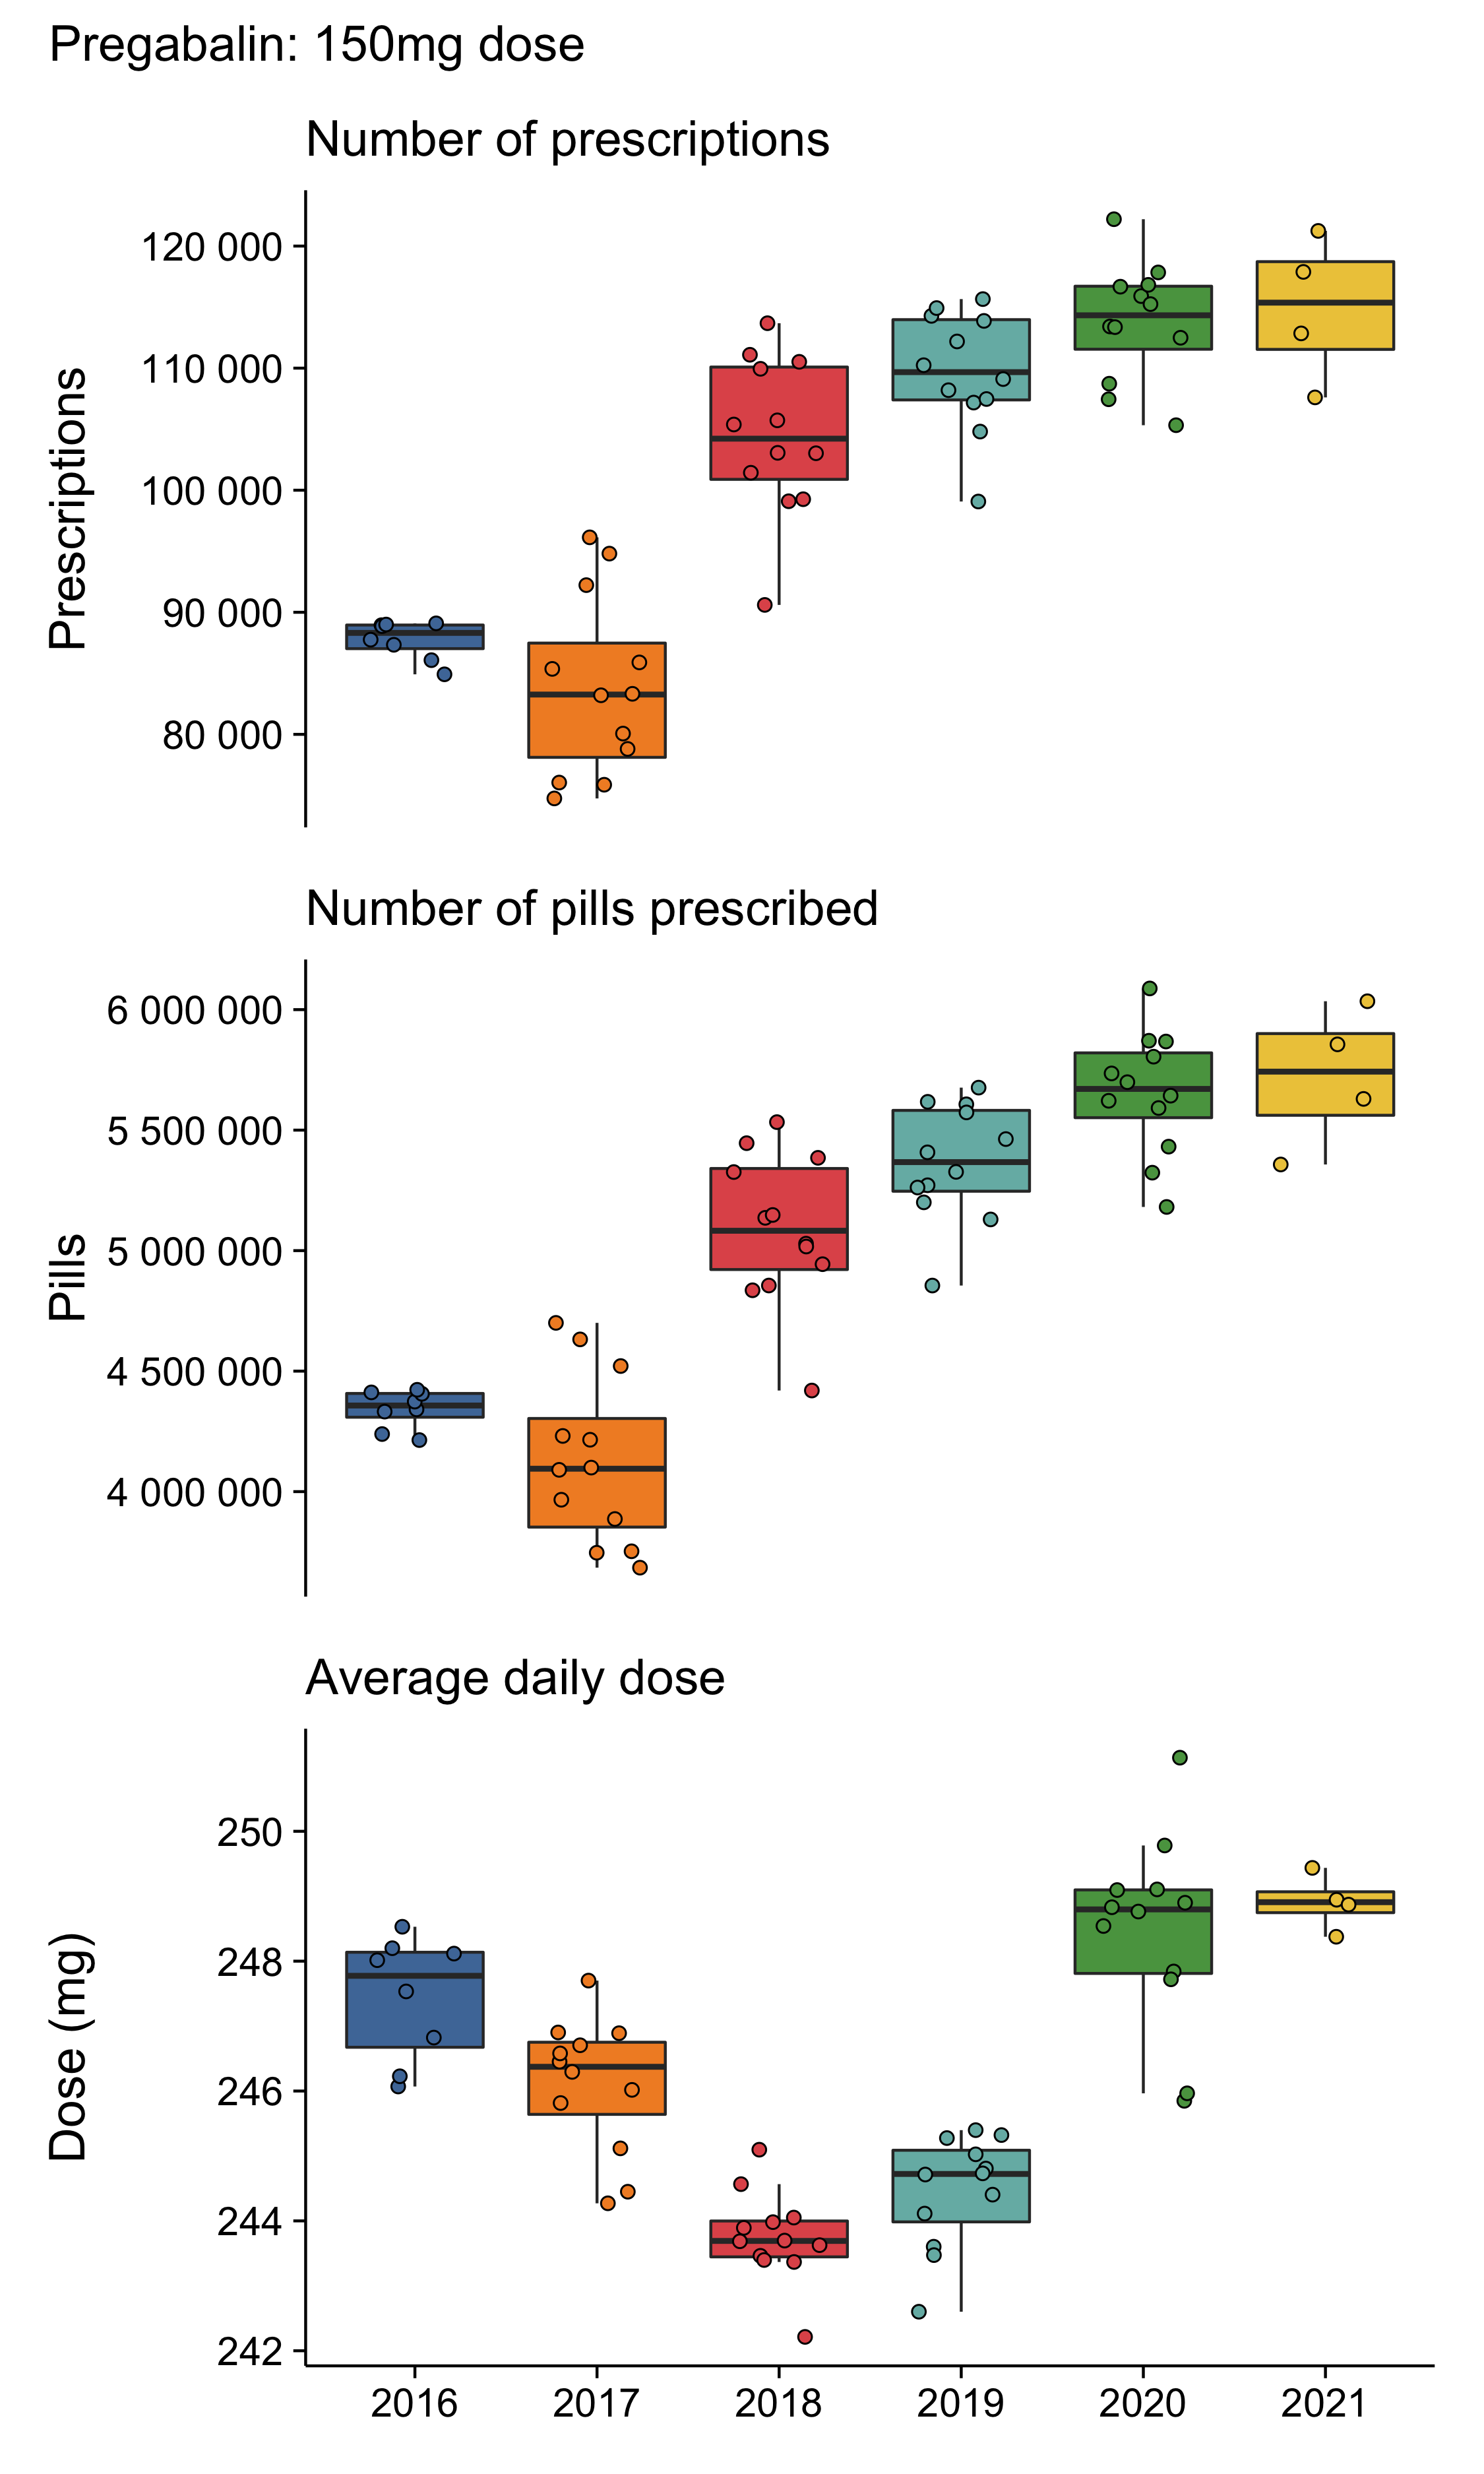 Pregabalin: 150mg dose
Number of prescriptions
Prescriptions
120 000
110 000
100 000
90 000
80 000
Number of pills prescribed
Pills
6 000 000
5 500 000
5 000 000
4 500 000
4 000 000
Average daily dose
Dose (mg)
250
248
246
244
242
2016 2017 2018 2019 2020 2021